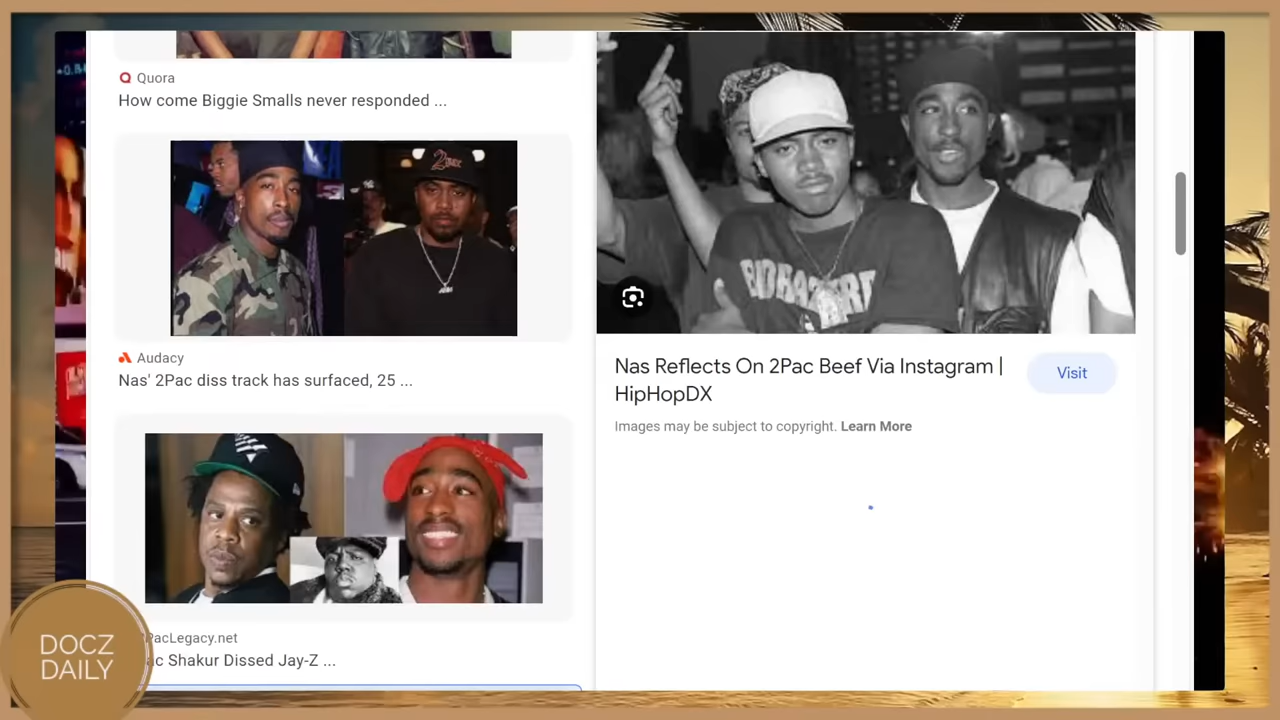 Quora
How come Biggie Smalls never responded ...
Audacy
Nas' 2Pac diss track has surfaced, 25 ...
PacLegacy.net
ac Shakur Dissed Jay-Z ...
Nas Reflects On 2Pac Beef Via Instagram |
HipHopDX
Visit
Images may be subject to copyright. Learn More
DOCZ
DAILY